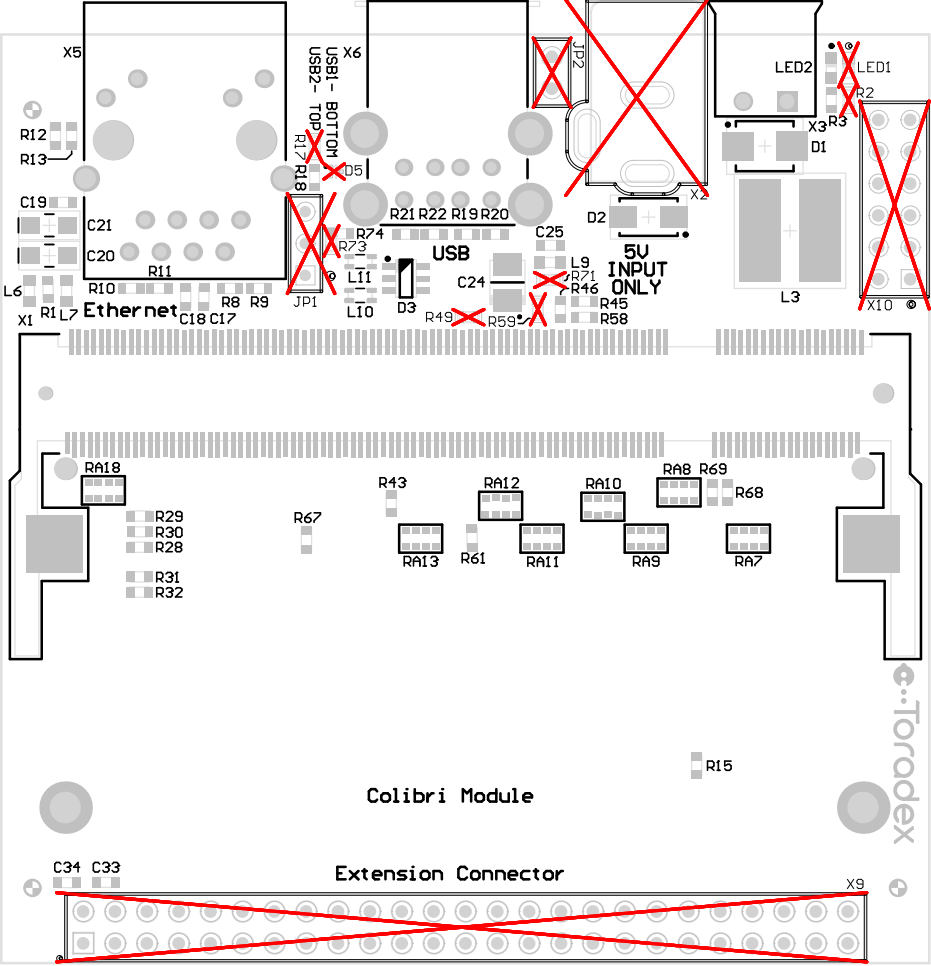 X5
USB1- BOTTOM
USB2- TOP
X6
JP2
LED2
LED1
R2
R3
X3
R12
R13
R17
R18
D5
D1
C19
C21
C20
X2
R21 R22 R19 R20
D2
R74
R73
C25
USB
5V
INPUT
ONLY
L9
R71
R46
R11
L11
C24
R10
R8 R9
L6
R1
L7
Ethernet
C18 C17
JP1
L10
D3
R49
R59
R45
R58
L3
X10
X1
RA18
R43
RA12
RA10
RA8
R69
R68
R29
R30
R28
R67
RA13
R61
RA11
RA9
RA7
R31
R32
Toradex
R15
Colibri Module
Extension Connector
C34 C33
X9